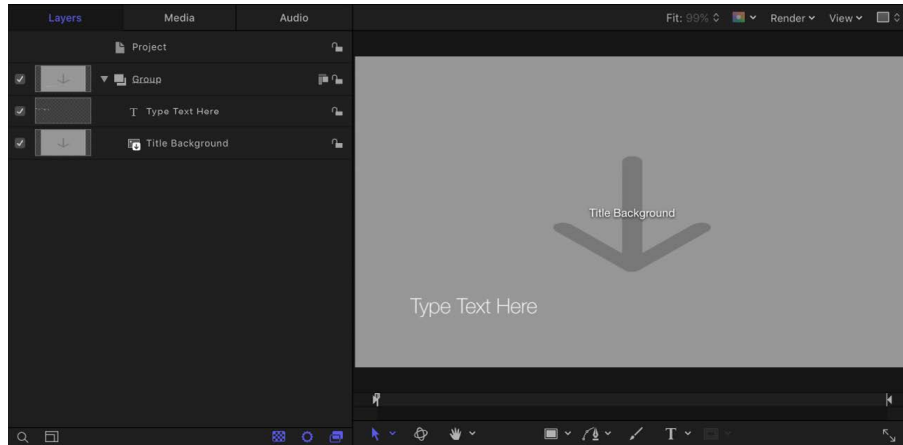 Layers Media Audio
Fit: 99% Render View
Project
Group
T Type Text Here
Title Background
Title Background
Type Text Here
T